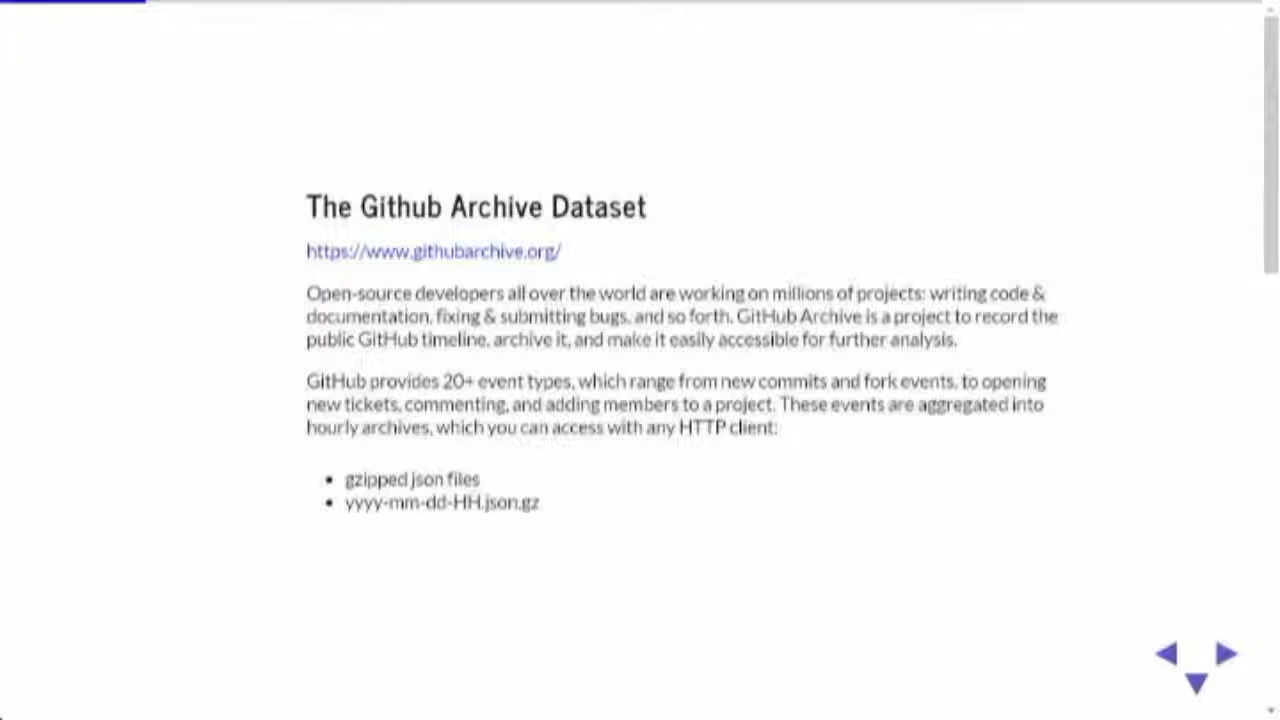 The Github Archive Dataset
https://www.githubarchive.org/
Open-source developers all over the world are working on millions of projects: writing code &
documentation, fixing & submitting bugs, and so forth. GitHub Archive is a project to record the
public GitHub timeline, archive it, and make it easily accessible for further analysis.
GitHub provides 20+ event types, which range from new commits and fork events, to opening
new tickets, commenting, and adding members to a project. These events are aggregated into
hourly archives, which you can access with any HTTP client:
• gzipped json files
• yyyy-mm-dd-HH.json.gz